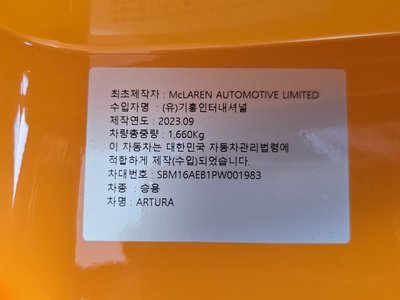 최초제작자 : McLAREN AUTOMOTIVE LIMITED
수입자명 : (유)기흥인터내셔널
제작연도 : 2023.09
차량총중량 : 1,660Kg
이 자동차는 대한민국 자동차관리법령에
적합하게 제작(수입)되었습니다.
차대번호 : SBM16AEB1PW001983
차종 : 승용
차명 : ARTURA